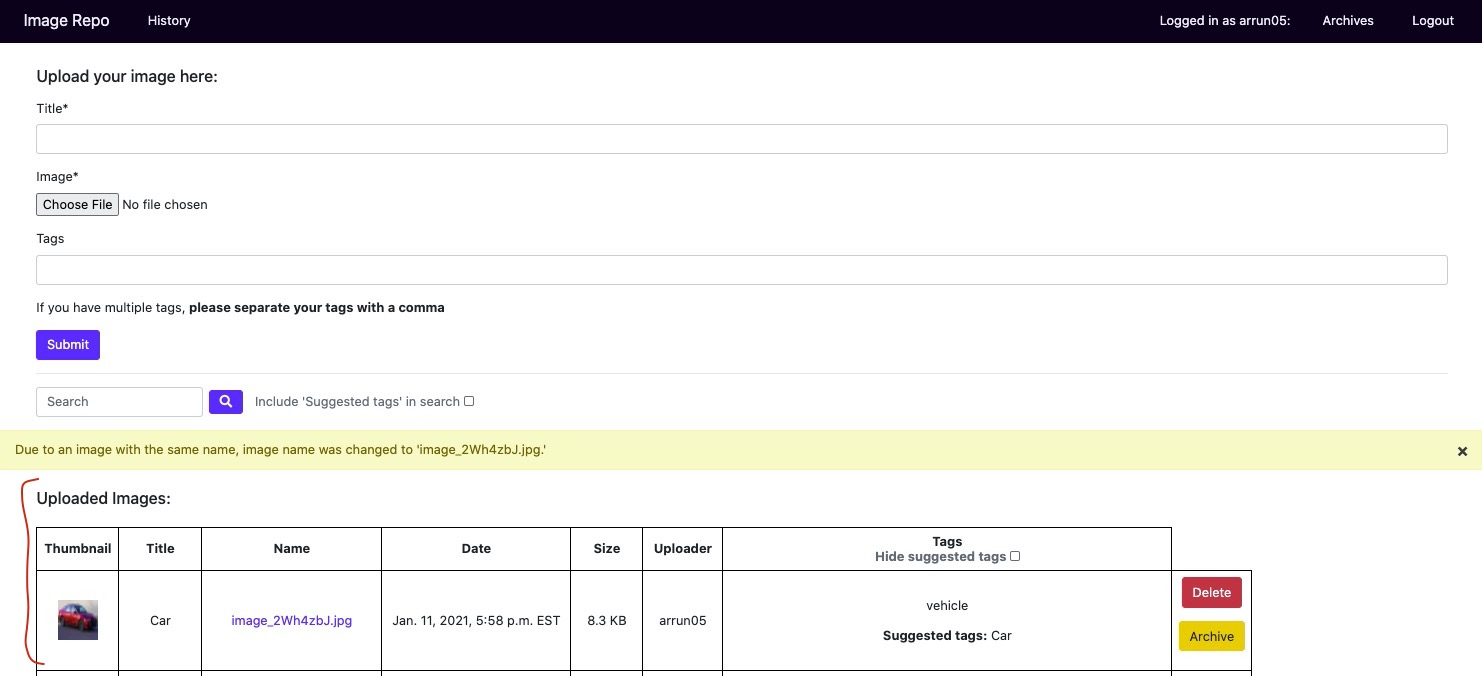 Image Repo History Logged in as arrun05: Archives Logout
Upload your image here:
Title*
Image*
Choose File No file chosen
Tags
If you have multiple tags, please separate your tags with a comma
Submit
Search Include 'Suggested tags' in search
Due to an image with the same name, image name was changed to 'image_2Wh4zbJ.jpg.' ×
Uploaded Images:
Thumbnail Title Name Date Size Uploader Tags
Hide suggested tags
Car image_2Wh4zbJ.jpg Jan. 11, 2021, 5:58 p.m. EST 8.3 KB arrun05 vehicle
Suggested tags: Car
Delete
Archive